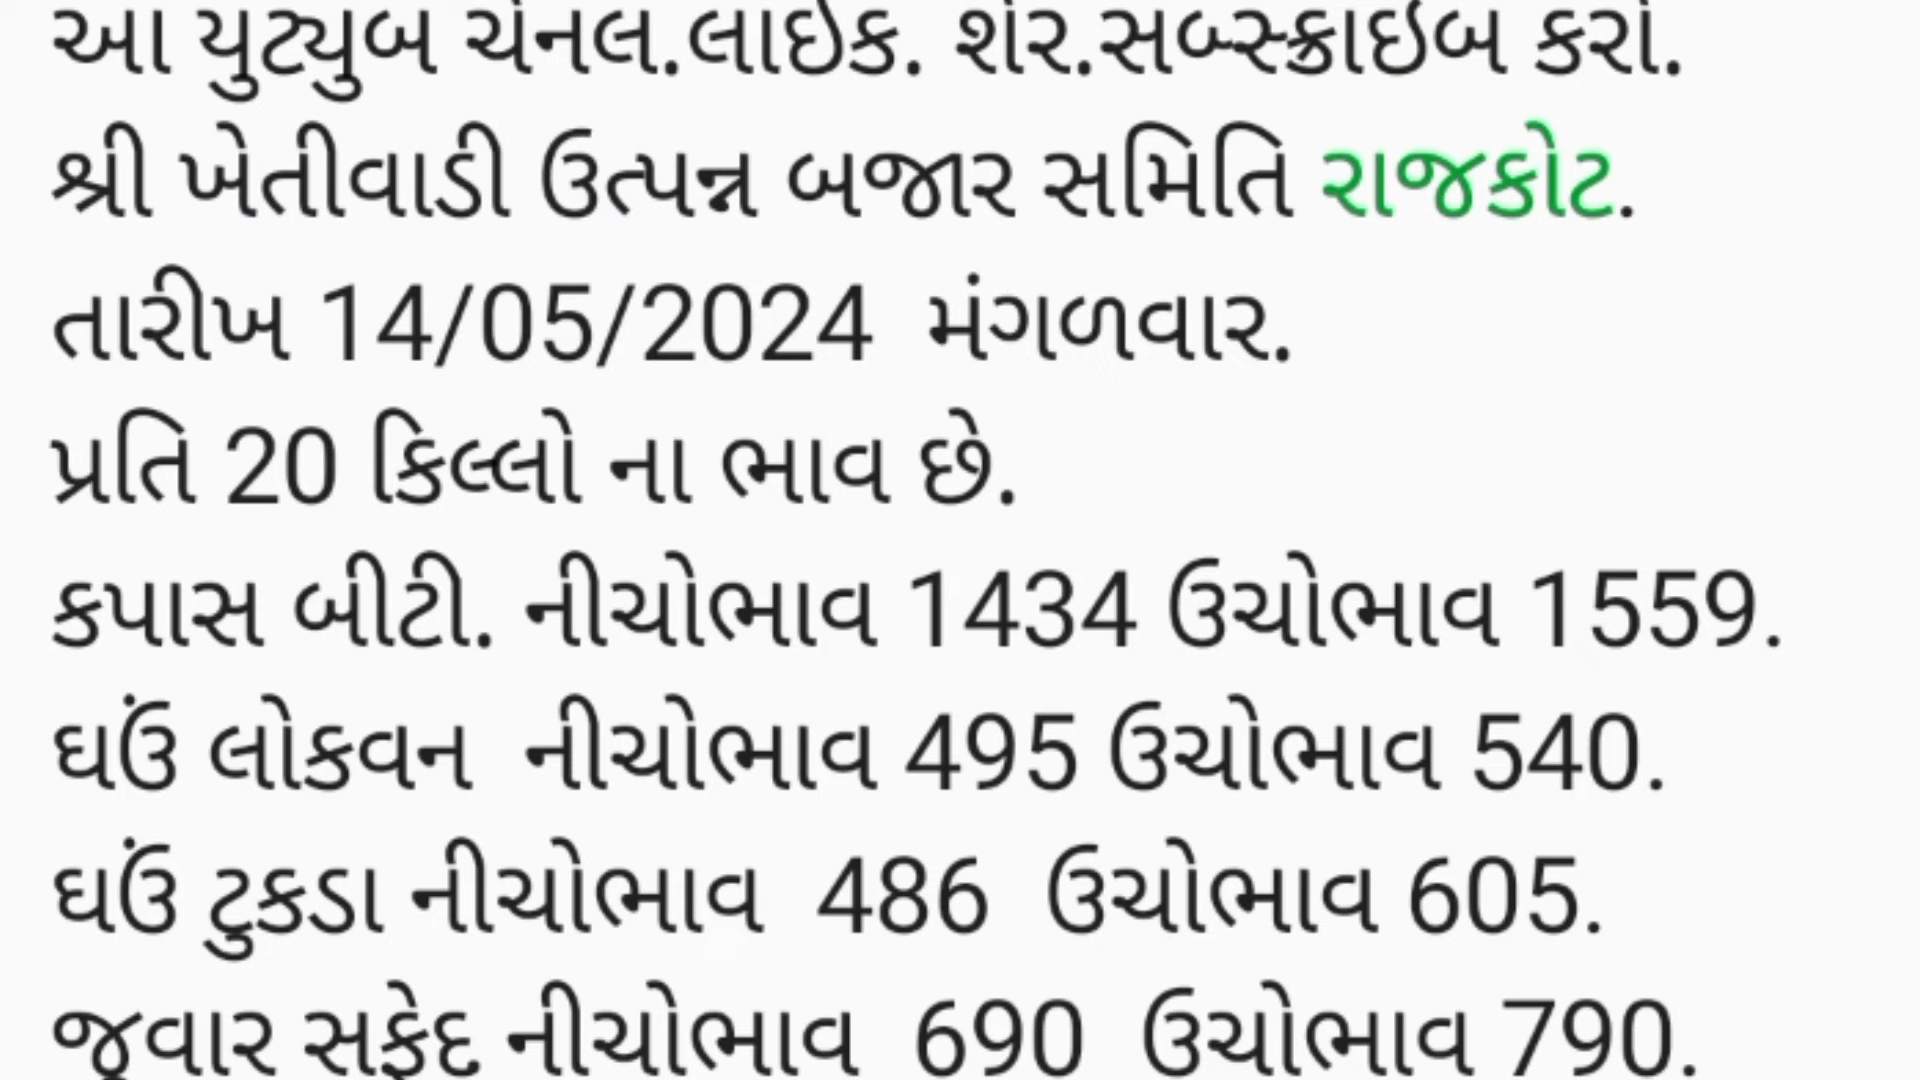 આ યુટ્યુબ ચેનલ.લાઇક. શેર.સબ્સ્ક્રાઇબ કરો.
શ્રી ખેતીવાડી ઉત્પન્ન બજાર સમિતિ રાજકોટ.
તારીખ 14/05/2024 મંગળવાર.
પ્રતિ 20 કિલ્લો ના ભાવ છે.
કપાસ બીટી. નીચોભાવ 1434 ઉચોભાવ 1559.
ઘઉં લોકવન નીચોભાવ 495 ઉચોભાવ 540.
ઘઉં ટુકડા નીચોભાવ 486 ઉચોભાવ 605.
જુવાર સફેદ નીચોભાવ 690 ઉચોભાવ 790.